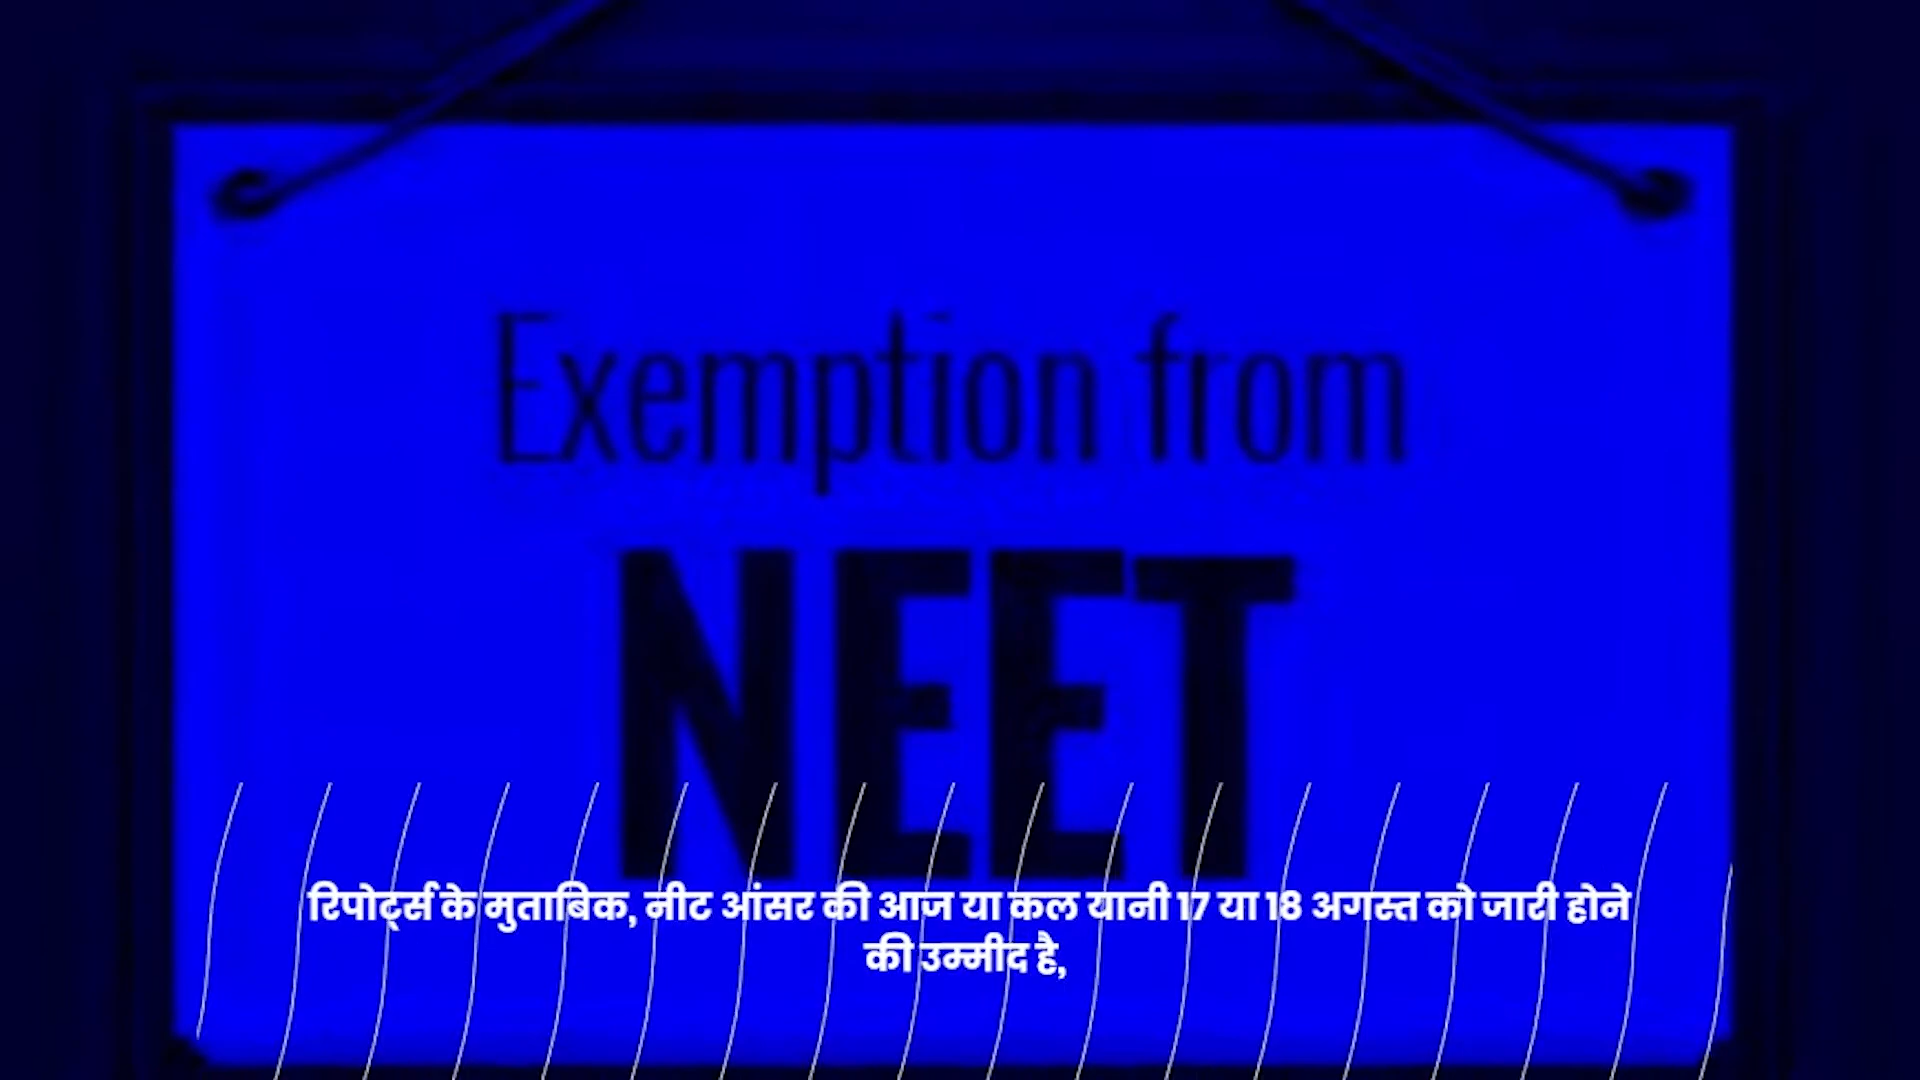 Exemption from
NEET
रिपोर्ट्स के मुताबिक, नीट आंसर की आज या कल यानी 17 या 18 अगस्त को जारी होने
की उम्मीद है,